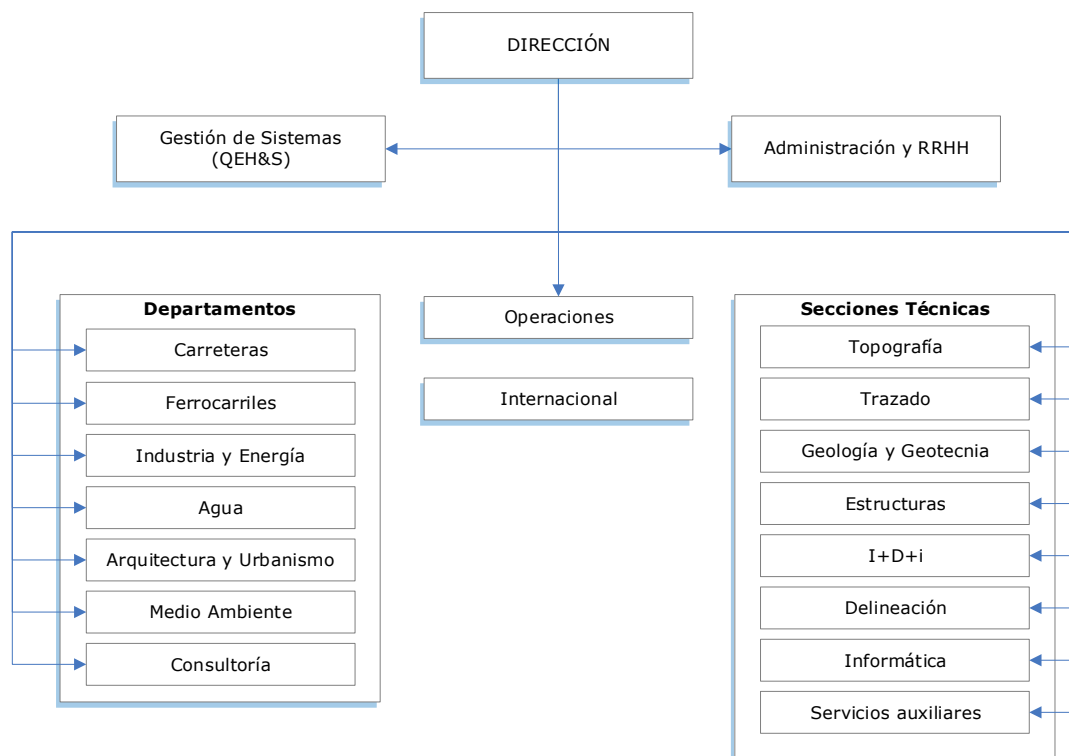 DIRECCIÓN
Gestión de Sistemas
(QEH&S)
Administración y RRHH
Departamentos
Carreteras
Ferrocarriles
Industria y Energía
Agua
Arquitectura y Urbanismo
Medio Ambiente
Consultoría
Operaciones
Internacional
Secciones Técnicas
Topografía
Trazado
Geología y Geotecnia
Estructuras
I+D+i
Delineación
Informática
Servicios auxiliares